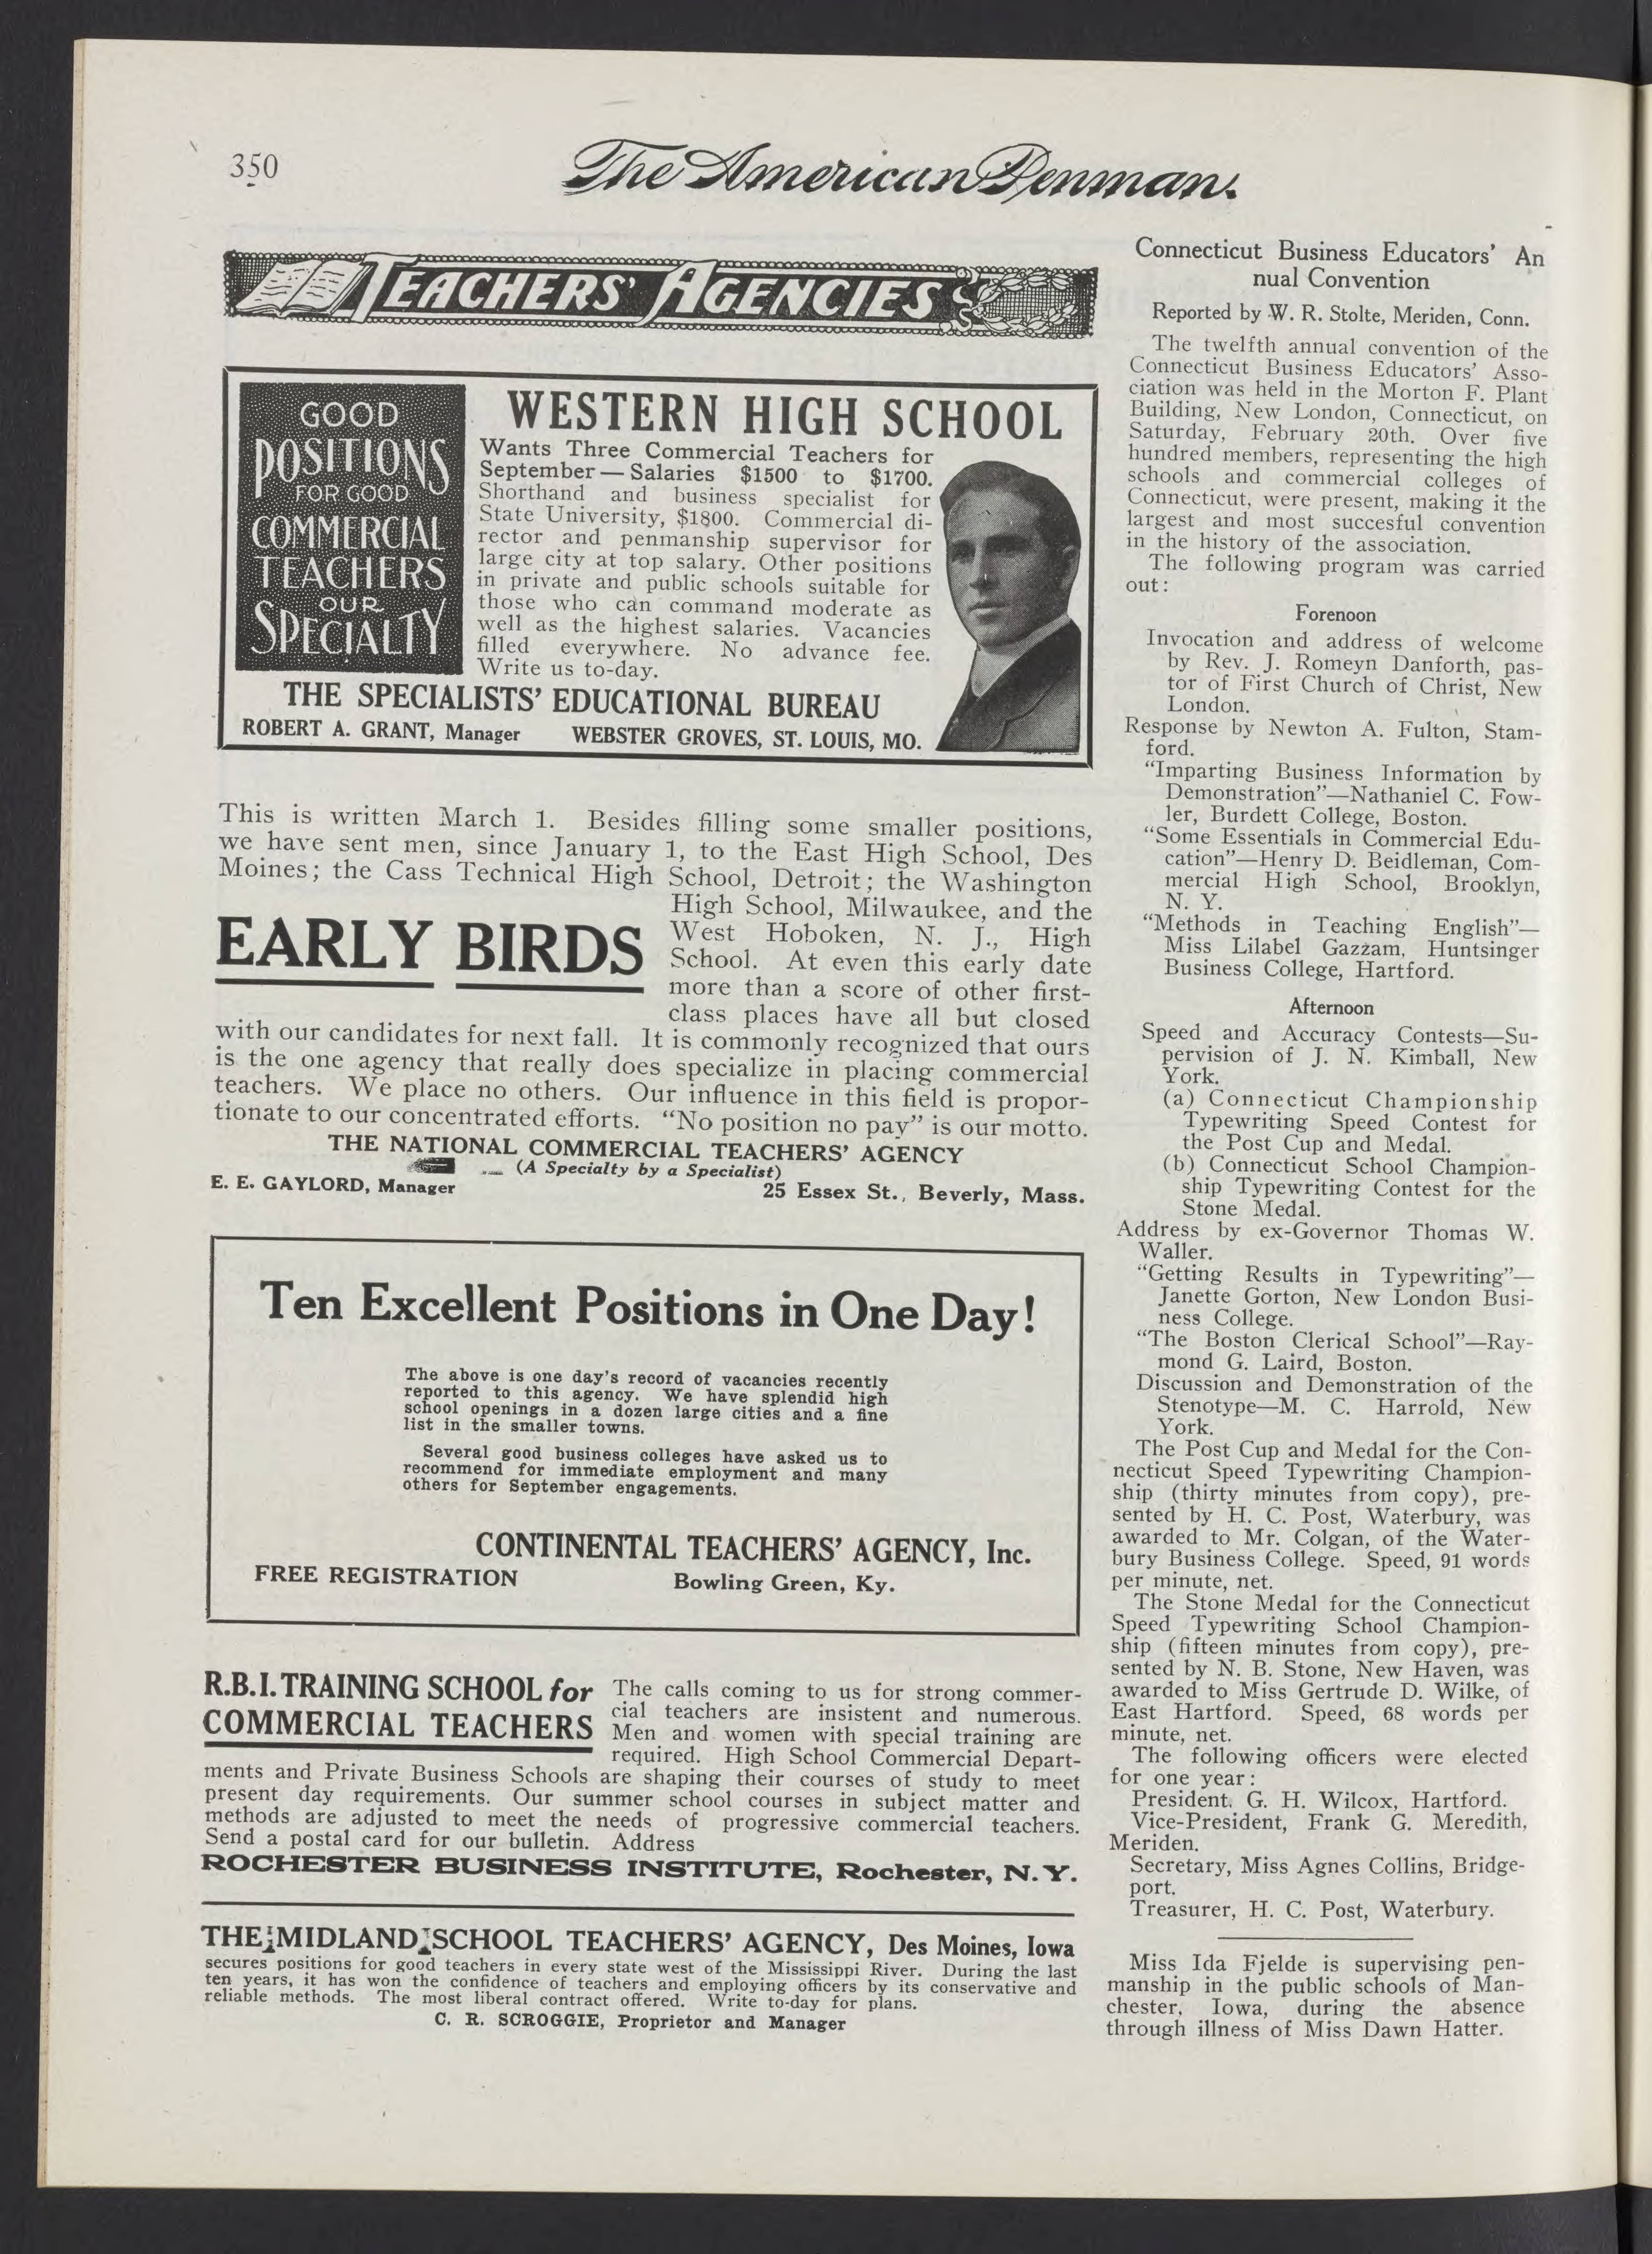 350
The American Penman.
TEACHERS' AGENCIES
GOOD
POSITIONS
FOR GOOD
COMMERCIAL
TEACHERS
OUR
SPECIALTY
WESTERN HIGH SCHOOL
Wants Three Commercial Teachers for
September — Salaries $1500 to $1700.
Shorthand and business specialist for
State University, $1800. Commercial di-
rector and penmanship supervisor for
large city at top salary. Other positions
in private and public schools suitable for
those who can command moderate as
well as the highest salaries. Vacancies
filled everywhere. No advance fee.
Write us to-day.
THE SPECIALISTS' EDUCATIONAL BUREAU
ROBERT A. GRANT, Manager WEBSTER GROVES, ST. LOUIS, MO.
This is written March 1. Besides filling some smaller positions,
we have sent men, since January 1, to the East High School, Des
Moines; the Cass Technical High School, Detroit; the Washington
High School, Milwaukee, and the
EARLY BIRDS
West Hoboken, N. J., High
School. At even this early date
more than a score of other first-
class places have all but closed
with our candidates for next fall. It is commonly recognized that ours
is the one agency that really does specialize in placing commercial
teachers. We place no others. Our influence in this field is propor-
tionate to our concentrated efforts. "No position no pay" is our motto.
THE NATIONAL COMMERCIAL TEACHERS' AGENCY
(A Specialty by a Specialist)
E. E. GAYLORD, Manager 25 Essex St., Beverly, Mass.
Ten Excellent Positions in One Day!
The above is one day's record of vacancies recently
reported to this agency. We have splendid high
school openings in a dozen large cities and a fine
list in the smaller towns.
Several good business colleges have asked us to
recommend for immediate employment and many
others for September engagements.
CONTINENTAL TEACHERS' AGENCY, Inc.
FREE REGISTRATION Bowling Green, Ky.
R.B.I. TRAINING SCHOOL for
COMMERCIAL TEACHERS
The calls coming to us for strong commer-
cial teachers are insistent and numerous.
Men and women with special training are
required. High School Commercial Depart-
ments and Private Business Schools are shaping their courses of study to meet
present day requirements. Our summer school courses in subject matter and
methods are adjusted to meet the needs of progressive commercial teachers.
Send a postal card for our bulletin. Address
ROCHESTER BUSINESS INSTITUTE, Rochester, N. Y.
THE MIDLAND SCHOOL TEACHERS' AGENCY, Des Moines, Iowa
secures positions for good teachers in every state west of the Mississippi River. During the last
ten years, it has won the confidence of teachers and employing officers by its conservative and
reliable methods. The most liberal contract offered. Write to-day for plans.
C. R. SCROGGIE, Proprietor and Manager
Connecticut Business Educators' An
nual Convention
Reported by W. R. Stolte, Meriden, Conn.
The twelfth annual convention of the
Connecticut Business Educators' Asso-
ciation was held in the Morton F. Plant
Building, New London, Connecticut, on
Saturday, February 20th. Over five
hundred members, representing the high
schools and commercial colleges of
Connecticut, were present, making it the
largest and most succesful convention
in the history of the association.
The following program was carried
out:
Forenoon
Invocation and address of welcome
by Rev. J. Romeyn Danforth, pas-
tor of First Church of Christ, New
London.
Response by Newton A. Fulton, Stam-
ford.
"Imparting Business Information by
Demonstration"—Nathaniel C. Fow-
ler, Burdett College, Boston.
"Some Essentials in Commercial Edu-
cation"—Henry D. Beidleman, Com-
mercial High School, Brooklyn,
N. Y.
"Methods in Teaching English"—
Miss Lilabel Gazzam, Huntsinger
Business College, Hartford.
Afternoon
Speed and Accuracy Contests—Su-
pervision of J. N. Kimball, New
York.
(a) Connecticut Championship
Typewriting Speed Contest for
the Post Cup and Medal.
(b) Connecticut School Champion-
ship Typewriting Contest for the
Stone Medal.
Address by ex-Governor Thomas W.
Waller.
"Getting Results in Typewriting"—
Janette Gorton, New London Busi-
ness College.
"The Boston Clerical School"—Ray-
mond G. Laird, Boston.
Discussion and Demonstration of the
Stenotype—M. C. Harrold, New
York.
The Post Cup and Medal for the Con-
necticut Speed Typewriting Champion-
ship (thirty minutes from copy), pre-
sented by H. C. Post, Waterbury, was
awarded to Mr. Colgan, of the Water-
bury Business College. Speed, 91 words
per minute, net.
The Stone Medal for the Connecticut
Speed Typewriting School Champion-
ship (fifteen minutes from copy), pre-
sented by N. B. Stone, New Haven, was
awarded to Miss Gertrude D. Wilke, of
East Hartford. Speed, 68 words per
minute, net.
The following officers were elected
for one year:
President, G. H. Wilcox, Hartford.
Vice-President, Frank G. Meredith,
Meriden.
Secretary, Miss Agnes Collins, Bridge-
port.
Treasurer, H. C. Post, Waterbury.
Miss Ida Fjelde is supervising pen-
manship in the public schools of Man-
chester, Iowa, during the absence
through illness of Miss Dawn Hatter.